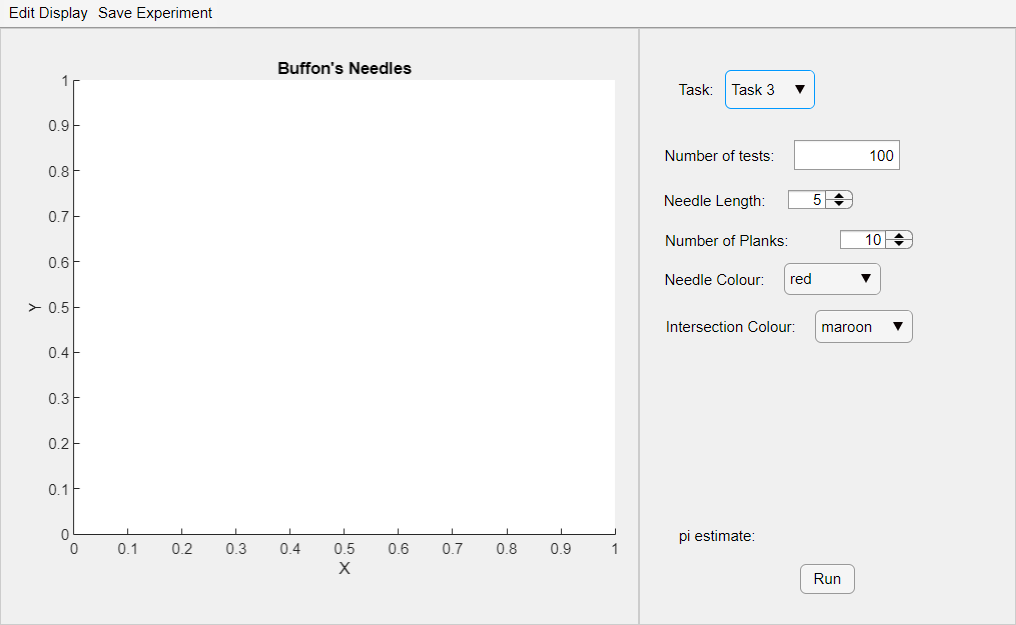 Edit Display Save Experiment
Buffon's Needles
1
0.9
0.8
0.7
0.6
0.5
0.4
0.3
0.2
0.1
0
Y
0 0.1 0.2 0.3 0.4 0.5 0.6 0.7 0.8 0.9 1
X
Task: Task 3
Number of tests: 100
Needle Length: 5
Number of Planks: 10
Needle Colour: red
Intersection Colour: maroon
pi estimate:
Run